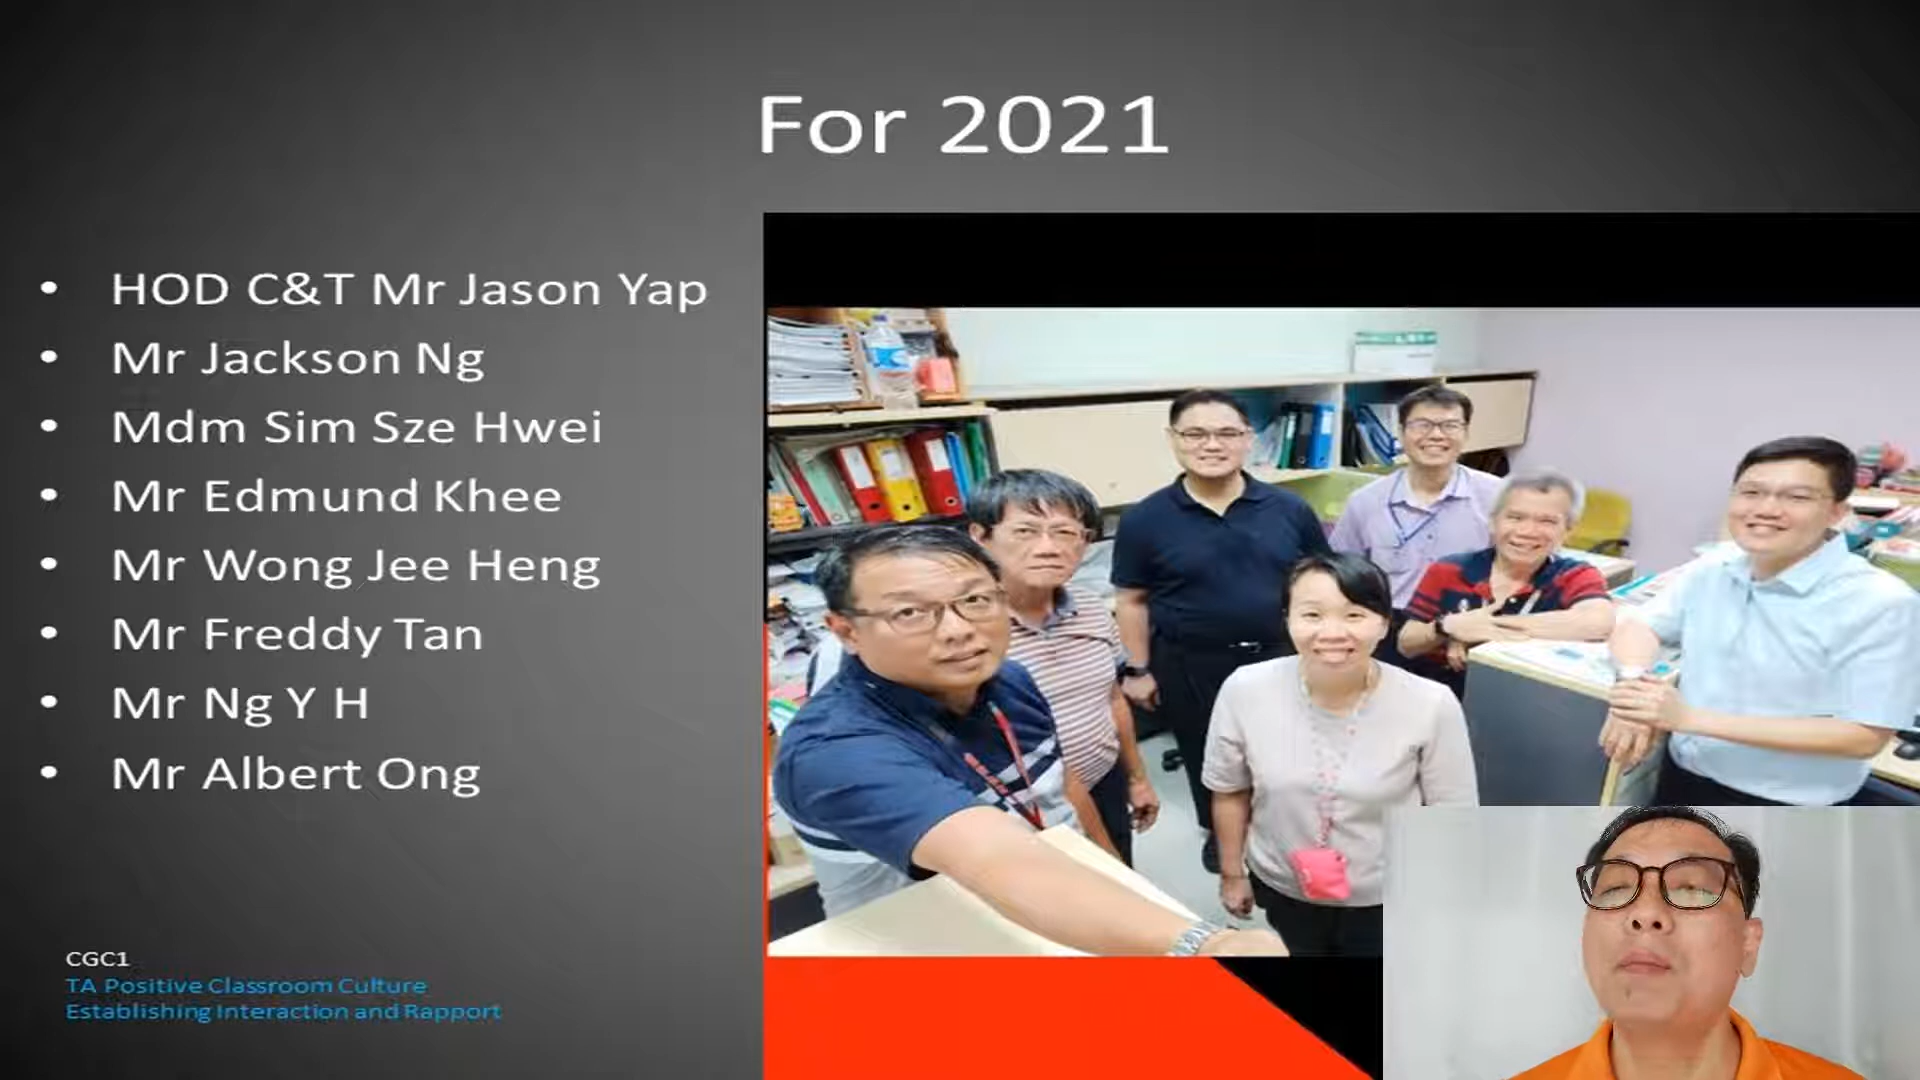 For 2021
• HOD C&T Mr Jason Yap
• Mr Jackson Ng
• Mdm Sim Sze Hwei
• Mr Edmund Khee
• Mr Wong Jee Heng
• Mr Freddy Tan
• Mr Ng Y H
• Mr Albert Ong
CGC1
TA Positive Classroom Culture
Establishing Interaction and Rapport